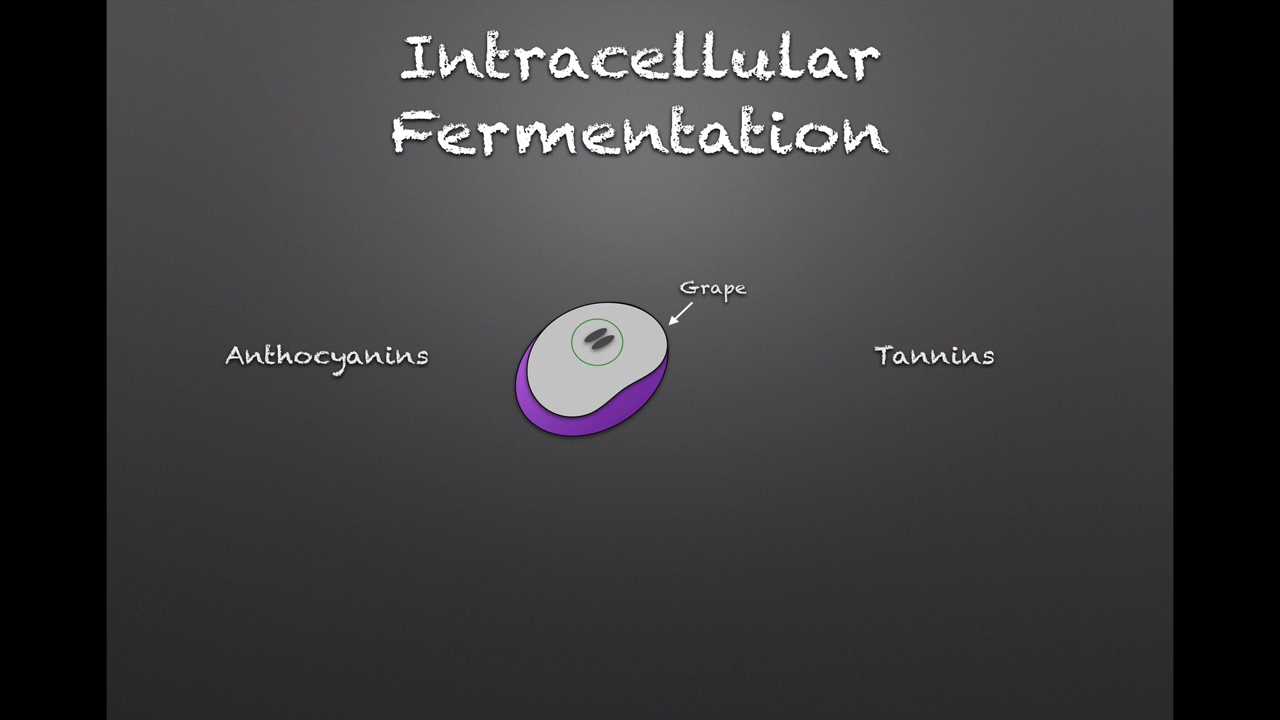 Intracellular
Fermentation
Grape
Anthocyanins
Tannins